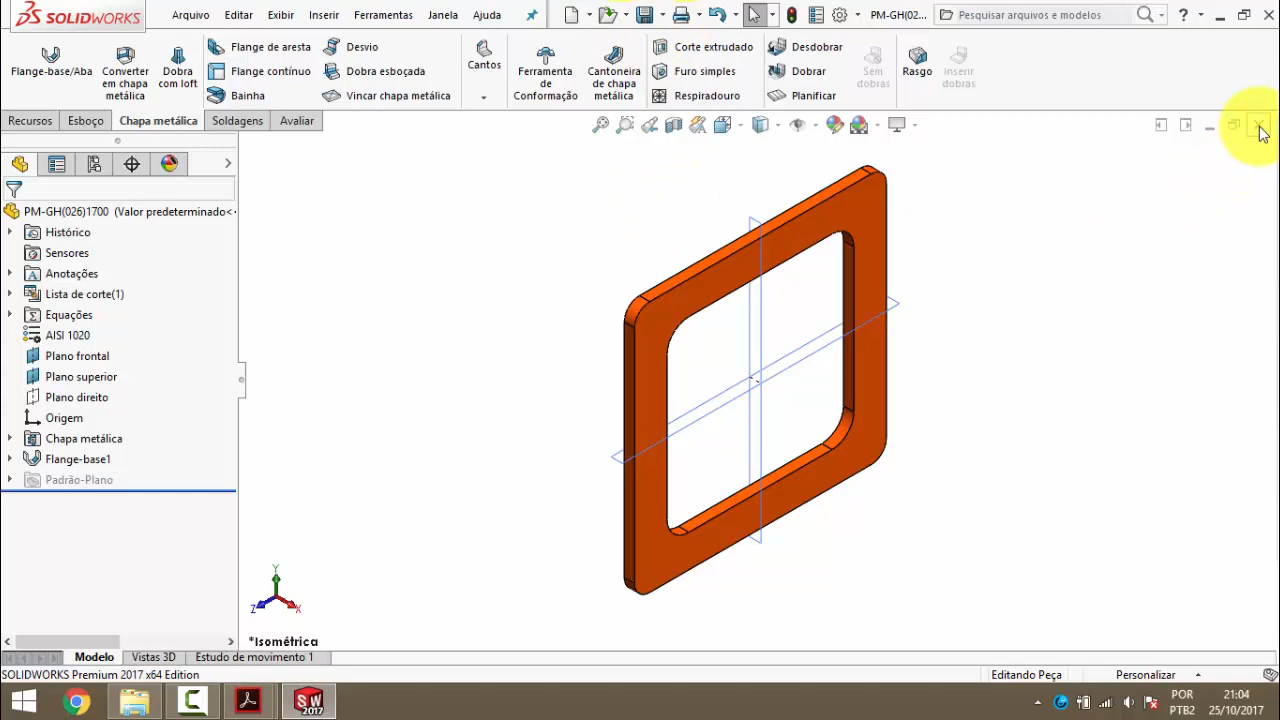 SOLIDWORKS
Arquivo Editar Exibir Inserir Ferramentas Janela Ajuda
PM-GH(02...
Pesquisar arquivos e modelos
?
Flange-base/Aba
Converter em chapa metálica
Dobra com loft
Flange de aresta
Flange contínuo
Bainha
Desvio
Dobra esboçada
Vincar chapa metálica
Cantos
Ferramenta de Conformação
Cantoneira de chapa metálica
Corte extrudado
Furo simples
Respiradouro
Desdobrar
Dobrar
Planificar
Sem dobras
Rasgo
Inserir dobras
Recursos Esboço Chapa metálica Soldagens Avaliar
PM-GH(026)1700 (Valor predeterminado<
Histórico
Sensores
Anotações
Lista de corte(1)
Equações
AISI 1020
Plano frontal
Plano superior
Plano direito
Origem
Chapa metálica
Flange-base1
Padrão-Plano
Y
Z
X
*Isométrica
Modelo Vistas 3D Estudo de movimento 1
SOLIDWORKS Premium 2017 x64 Edition
Editando Peça
Personalizar
SW
2017
POR
PTB2
21:04
25/10/2017